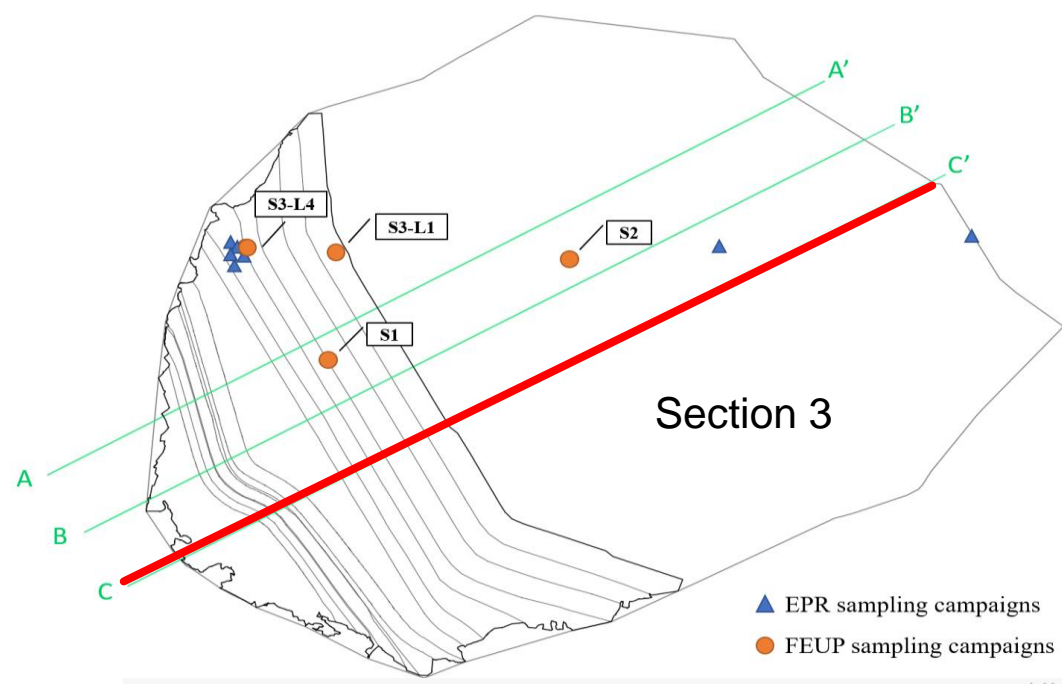 A’
B’
C’
S3-L4
S3-L1
S2
S1
Section 3
A
B
C
EPR sampling campaigns
FEUP sampling campaigns